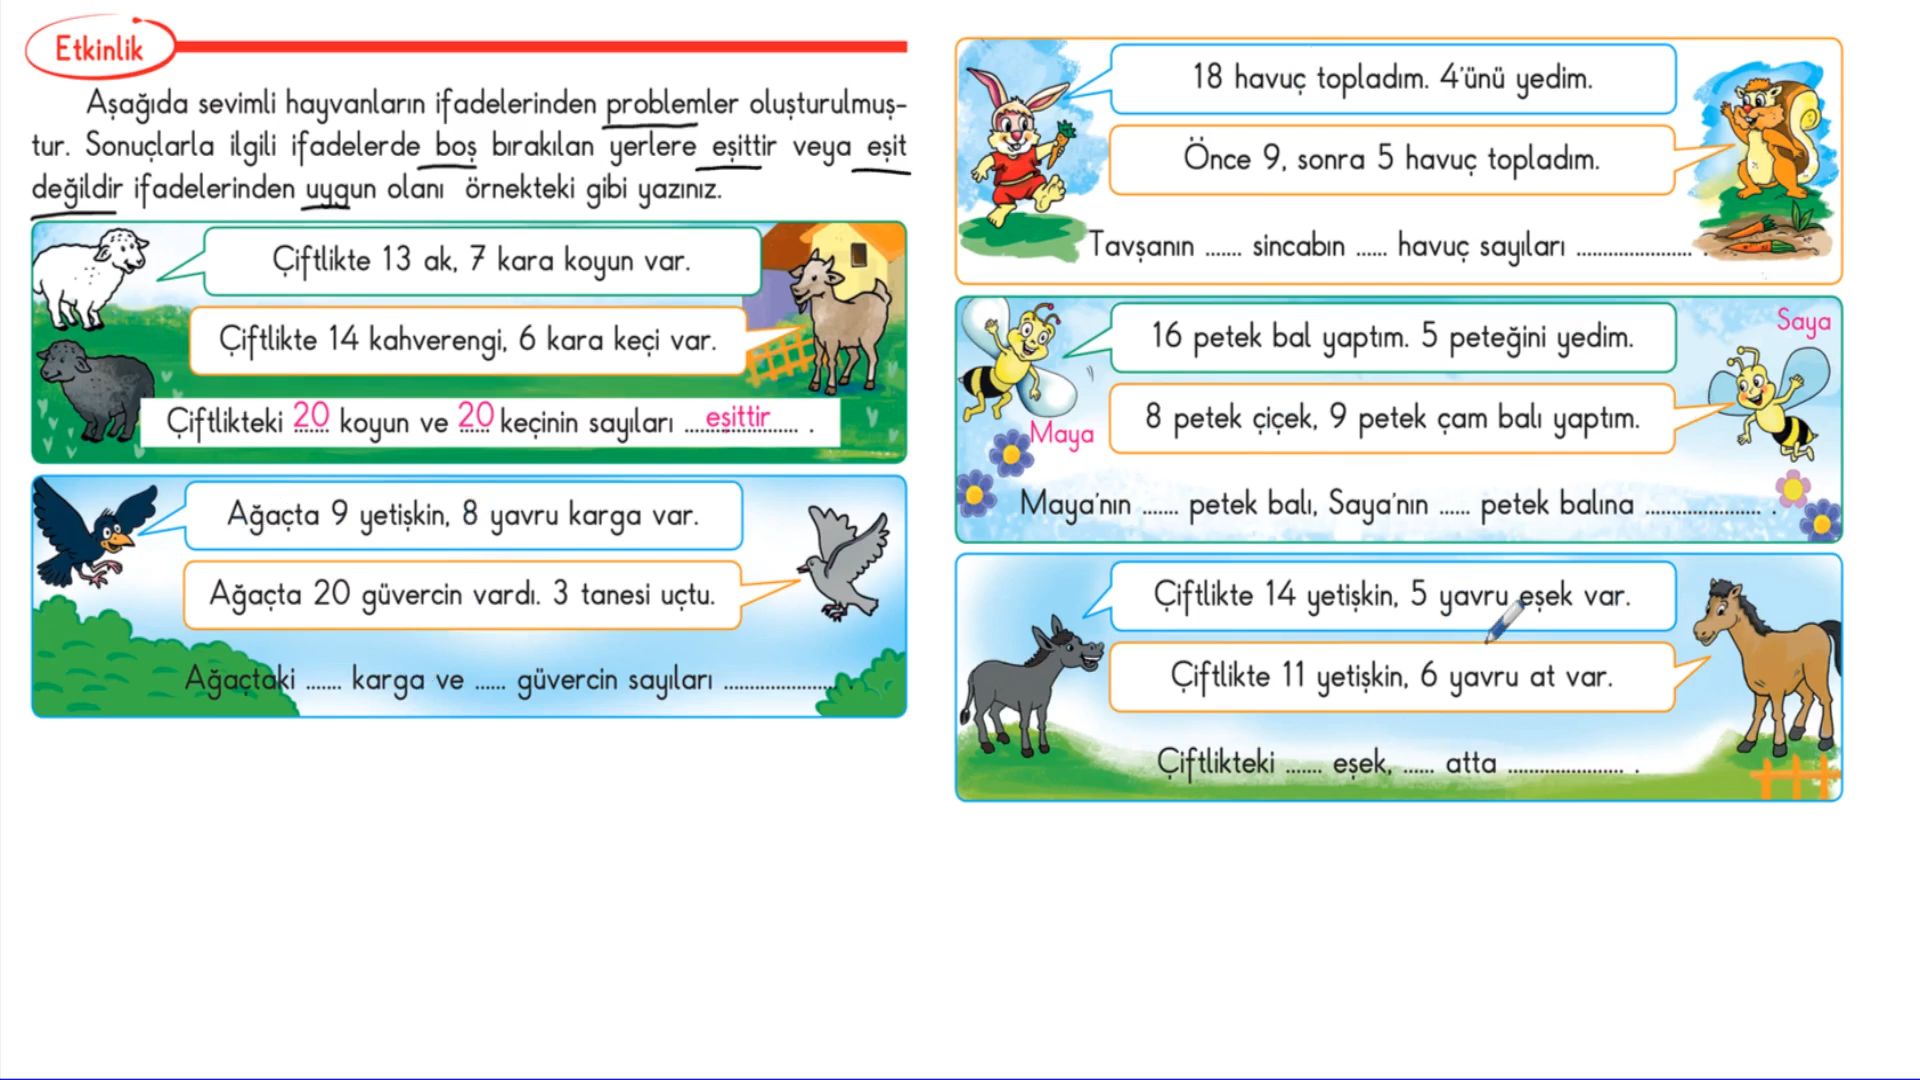 Etkinlik
Aşağıda sevimli hayvanların ifadelerinden problemler oluşturulmuş-
tur. Sonuçlarla ilgili ifadelerde boş bırakılan yerlere eşittir veya eşit
değildir ifadelerinden uygun olanı örnekteki gibi yazınız.
Çiftlikte 13 ak, 7 kara koyun var.
Çiftlikte 14 kahverengi, 6 kara keçi var.
Çiftlikteki 20 koyun ve 20 keçinin sayıları eşittir .
Ağaçta 9 yetişkin, 8 yavru karga var.
Ağaçta 20 güvercin vardı. 3 tanesi uçtu.
Ağaçtaki ....... karga ve ...... güvercin sayıları ...................... .
18 havuç topladım. 4'ünü yedim.
Önce 9, sonra 5 havuç topladım.
Tavşanın ....... sincabın ...... havuç sayıları ...................... .
16 petek bal yaptım. 5 peteğini yedim.
Saya
8 petek çiçek, 9 petek çam balı yaptım.
Maya
Maya'nın ....... petek balı, Saya'nın ...... petek balına ...................... .
Çiftlikte 14 yetişkin, 5 yavru eşek var.
Çiftlikte 11 yetişkin, 6 yavru at var.
Çiftlikteki ....... eşek, ...... atta ...................... .